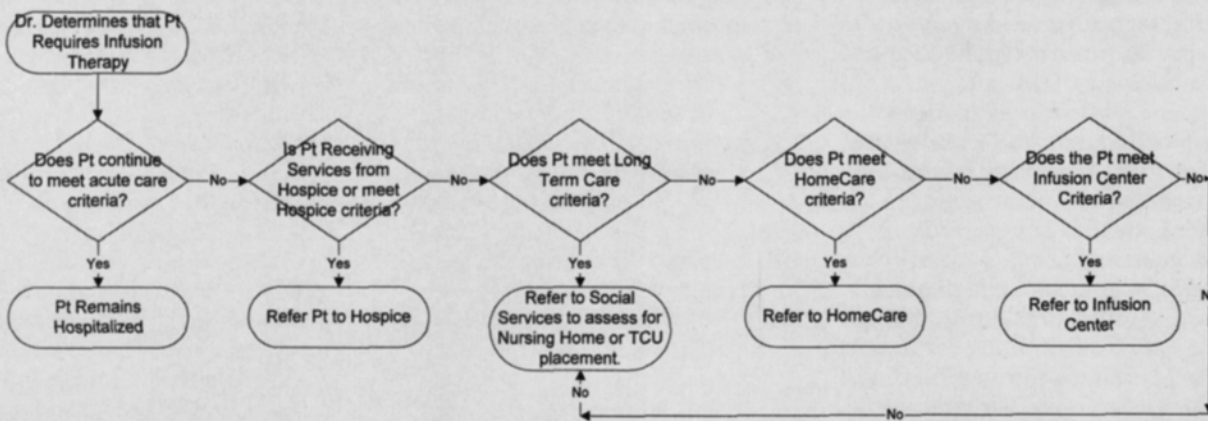 Dr. Determines that Pt
Requires Infusion
Therapy
Does Pt continue
to meet acute care
criteria?
No
Is Pt Receiving
Services from
Hospice or meet
Hospice criteria?
No
Does Pt meet Long
Term Care
criteria?
No
Does Pt meet
HomeCare
criteria?
No
Does the Pt meet
Infusion Center
Criteria?
No
Yes
Yes
Yes
Yes
Yes
Pt Remains
Hospitalized
Refer Pt to Hospice
Refer to Social
Services to assess for
Nursing Home or TCU
placement.
Refer to HomeCare
Refer to Infusion
Center
No
No